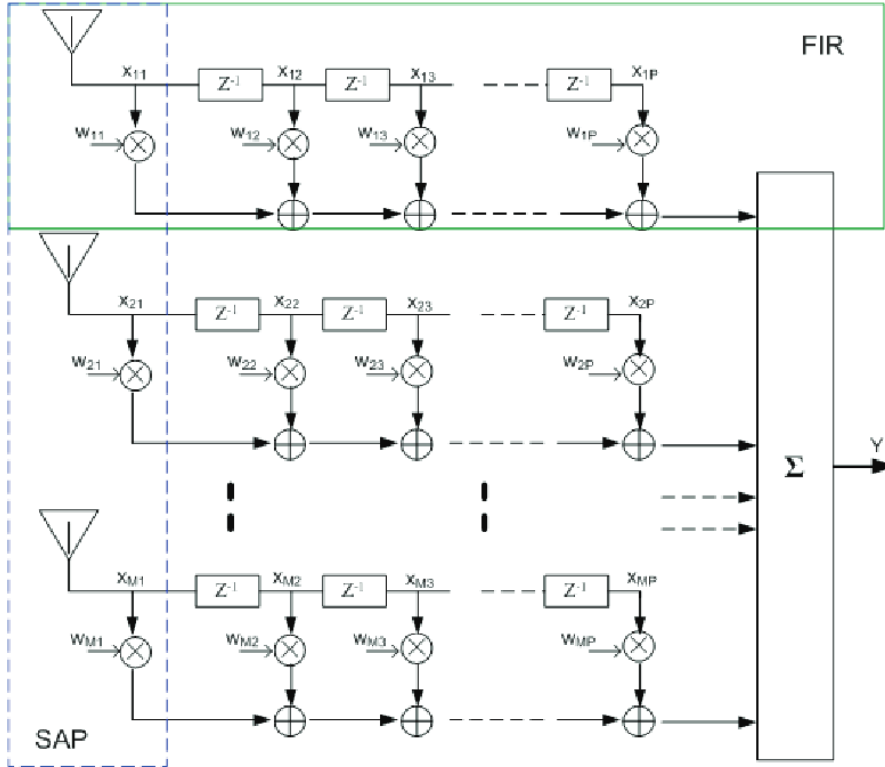 FIR
x11 x12 x13 x1P
Z-1 Z-1 Z-1
w11 w12 w13 w1P
x21 x22 x23 x2P
Z-1 Z-1 Z-1
w21 w22 w23 w2P
Y
Σ
xM1 xM2 xM3 xMP
Z-1 Z-1 Z-1
wM1 wM2 wM3 wMP
SAP